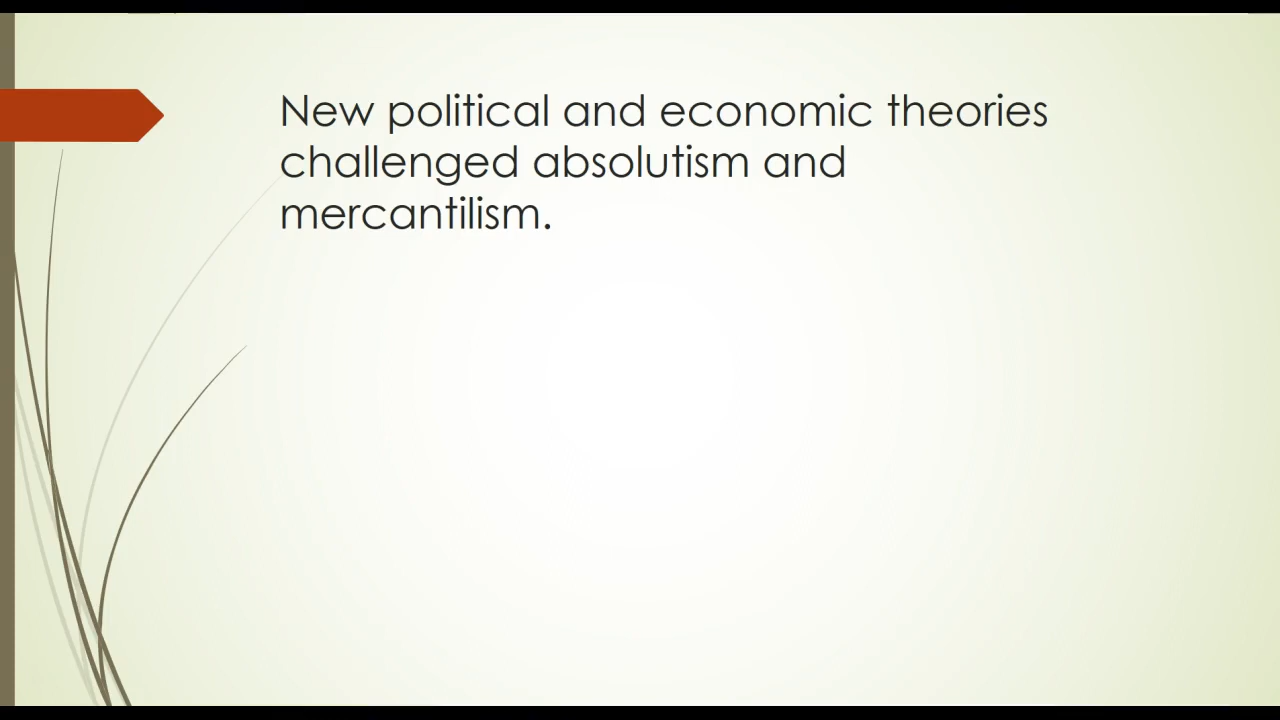 New political and economic theories
challenged absolutism and
mercantilism.